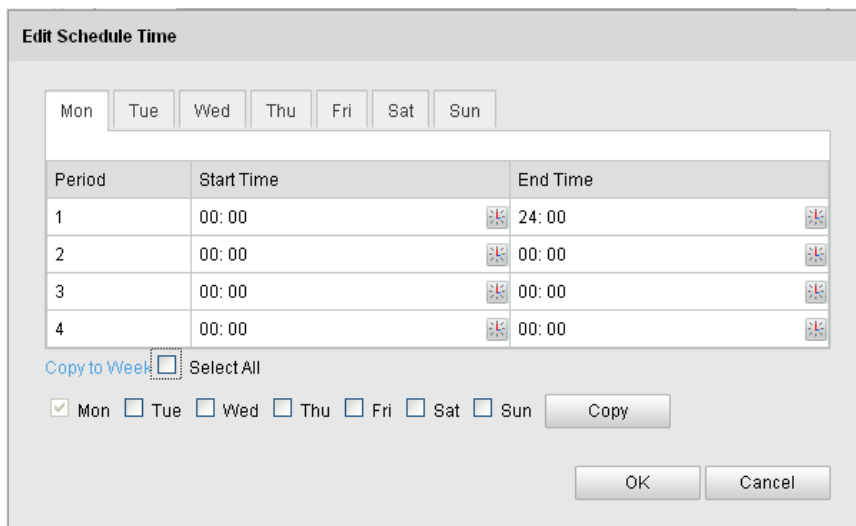 Edit Schedule Time
Mon Tue Wed Thu Fri Sat Sun
Period Start Time End Time
1 00: 00 24: 00
2 00: 00 00: 00
3 00: 00 00: 00
4 00: 00 00: 00
Copy to Week Select All
Mon Tue Wed Thu Fri Sat Sun Copy
OK Cancel